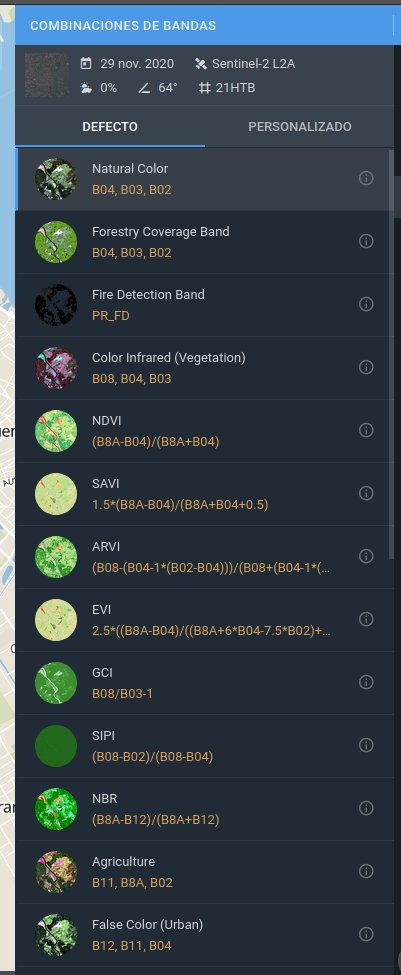 COMBINACIONES DE BANDAS
29 nov. 2020 Sentinel-2 L2A
0% 64° 21HTB
DEFECTO PERSONALIZADO
Natural Color
B04, B03, B02
Forestry Coverage Band
B04, B03, B02
Fire Detection Band
PR_FD
Color Infrared (Vegetation)
B08, B04, B03
NDVI
(B8A-B04)/(B8A+B04)
SAVI
1.5*(B8A-B04)/(B8A+B04+0.5)
ARVI
(B08-(B04-1*(B02-B04)))/(B08+(B04-1*(...
EVI
2.5*((B8A-B04)/((B8A+6*B04-7.5*B02)+...
GCI
B08/B03-1
SIPI
(B08-B02)/(B08-B04)
NBR
(B8A-B12)/(B8A+B12)
Agriculture
B11, B8A, B02
False Color (Urban)
B12, B11, B04